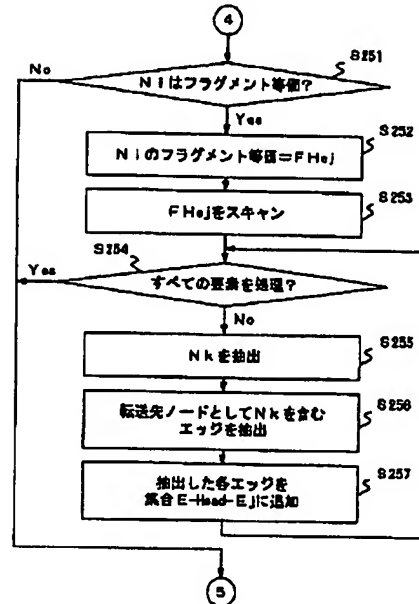 4
S251
No
Niはフラグメント等価?
Yes
S252
Niのフラグメント等価=FHej
S253
FHejをスキャン
S254
Yes
すべての要素を処理?
No
S255
Nkを抽出
S256
転送先ノードとしてNkを含む
エッジを抽出
S257
抽出した各エッジを
集合E-Head-Ejに追加
5